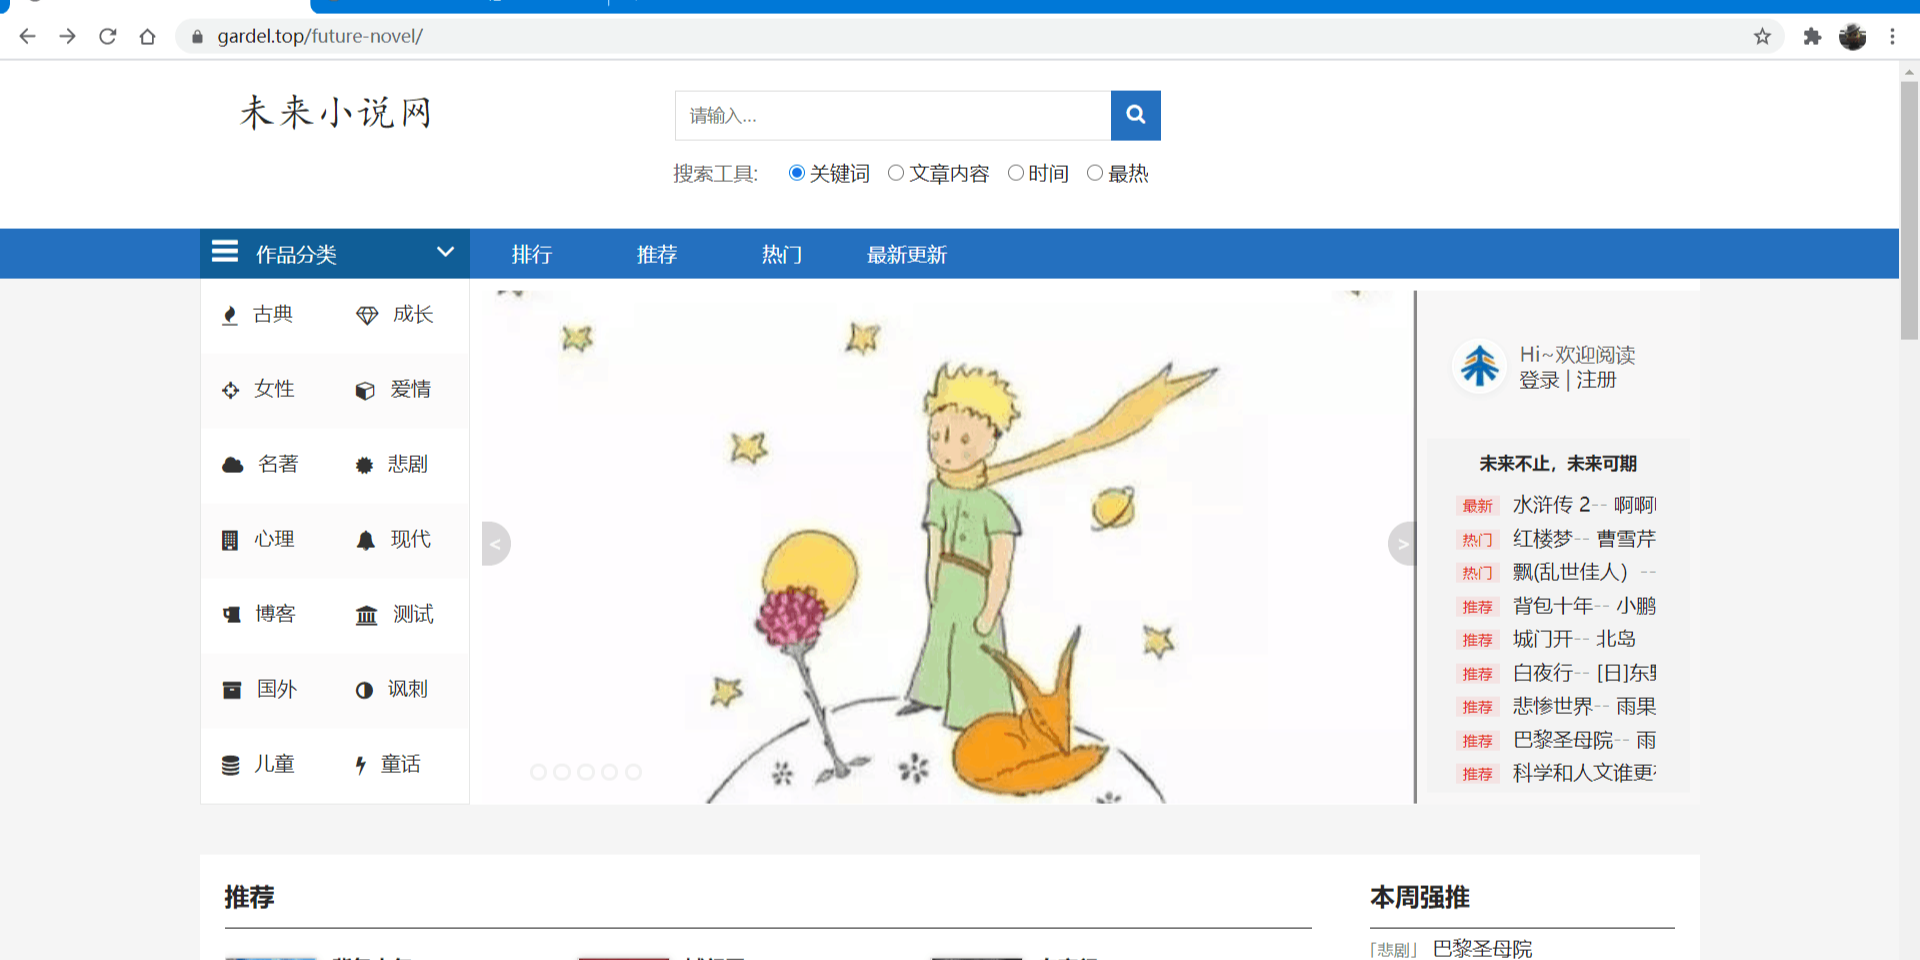 gardel.top/future-novel/
未来小说网
请输入...
搜索工具: 关键词 文章内容 时间 最热
作品分类 排行 推荐 热门 最新更新
古典 成长
女性 爱情
名著 悲剧
心理 现代
博客 测试
国外 讽刺
儿童 童话
<
>
Hi~欢迎阅读
登录 | 注册
未来不止，未来可期
最新 水浒传 2-- 啊啊
热门 红楼梦-- 曹雪芹
热门 飘(乱世佳人） --
推荐 背包十年-- 小鹏
推荐 城门开-- 北岛
推荐 白夜行-- [日]东
推荐 悲惨世界-- 雨果
推荐 巴黎圣母院-- 雨
推荐 科学和人文谁更
推荐
本周强推
「悲剧」 巴黎圣母院